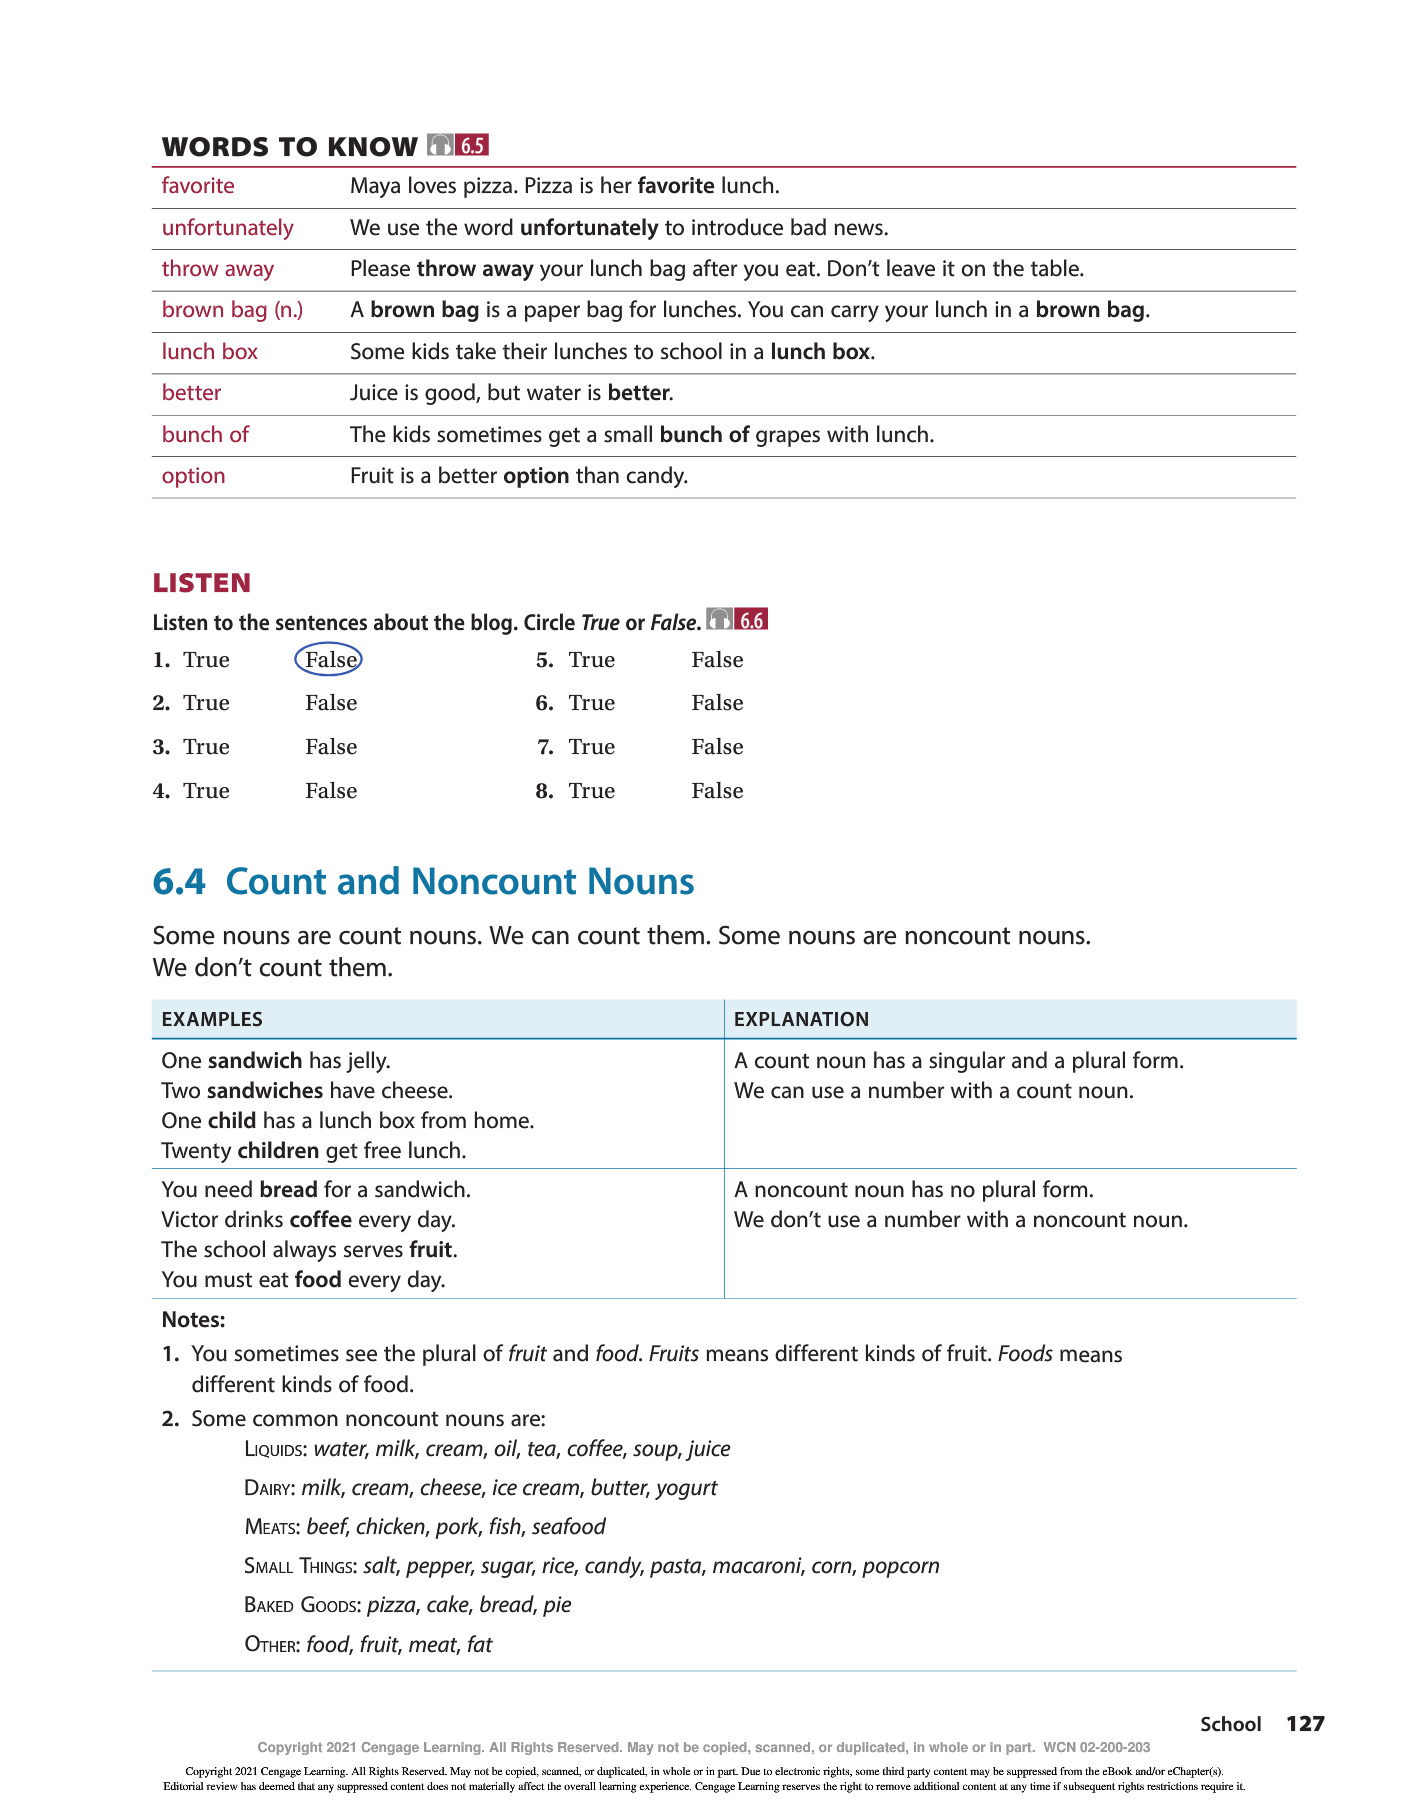 WORDS TO KNOW 6.5
favorite Maya loves pizza. Pizza is her favorite lunch.
unfortunately We use the word unfortunately to introduce bad news.
throw away Please throw away your lunch bag after you eat. Don’t leave it on the table.
brown bag (n.) A brown bag is a paper bag for lunches. You can carry your lunch in a brown bag.
lunch box Some kids take their lunches to school in a lunch box.
better Juice is good, but water is better.
bunch of The kids sometimes get a small bunch of grapes with lunch.
option Fruit is a better option than candy.
LISTEN
Listen to the sentences about the blog. Circle True or False. 6.6
1. True False 5. True False
2. True False 6. True False
3. True False 7. True False
4. True False 8. True False
6.4 Count and Noncount Nouns
Some nouns are count nouns. We can count them. Some nouns are noncount nouns.
We don’t count them.
EXAMPLES EXPLANATION
One sandwich has jelly. A count noun has a singular and a plural form.
Two sandwiches have cheese. We can use a number with a count noun.
One child has a lunch box from home.
Twenty children get free lunch.
You need bread for a sandwich. A noncount noun has no plural form.
Victor drinks coffee every day. We don’t use a number with a noncount noun.
The school always serves fruit.
You must eat food every day.
Notes:
1. You sometimes see the plural of fruit and food. Fruits means different kinds of fruit. Foods means
different kinds of food.
2. Some common noncount nouns are:
Liquids: water, milk, cream, oil, tea, coffee, soup, juice
Dairy: milk, cream, cheese, ice cream, butter, yogurt
Meats: beef, chicken, pork, fish, seafood
Small Things: salt, pepper, sugar, rice, candy, pasta, macaroni, corn, popcorn
Baked Goods: pizza, cake, bread, pie
Other: food, fruit, meat, fat
School 127
Copyright 2021 Cengage Learning. All Rights Reserved. May not be copied, scanned, or duplicated, in whole or in part. WCN 02-200-203
Copyright 2021 Cengage Learning. All Rights Reserved. May not be copied, scanned, or duplicated, in whole or in part. Due to electronic rights, some third party content may be suppressed from the eBook and/or eChapter(s).
Editorial review has deemed that any suppressed content does not materially affect the overall learning experience. Cengage Learning reserves the right to remove additional content at any time if subsequent rights restrictions require it.